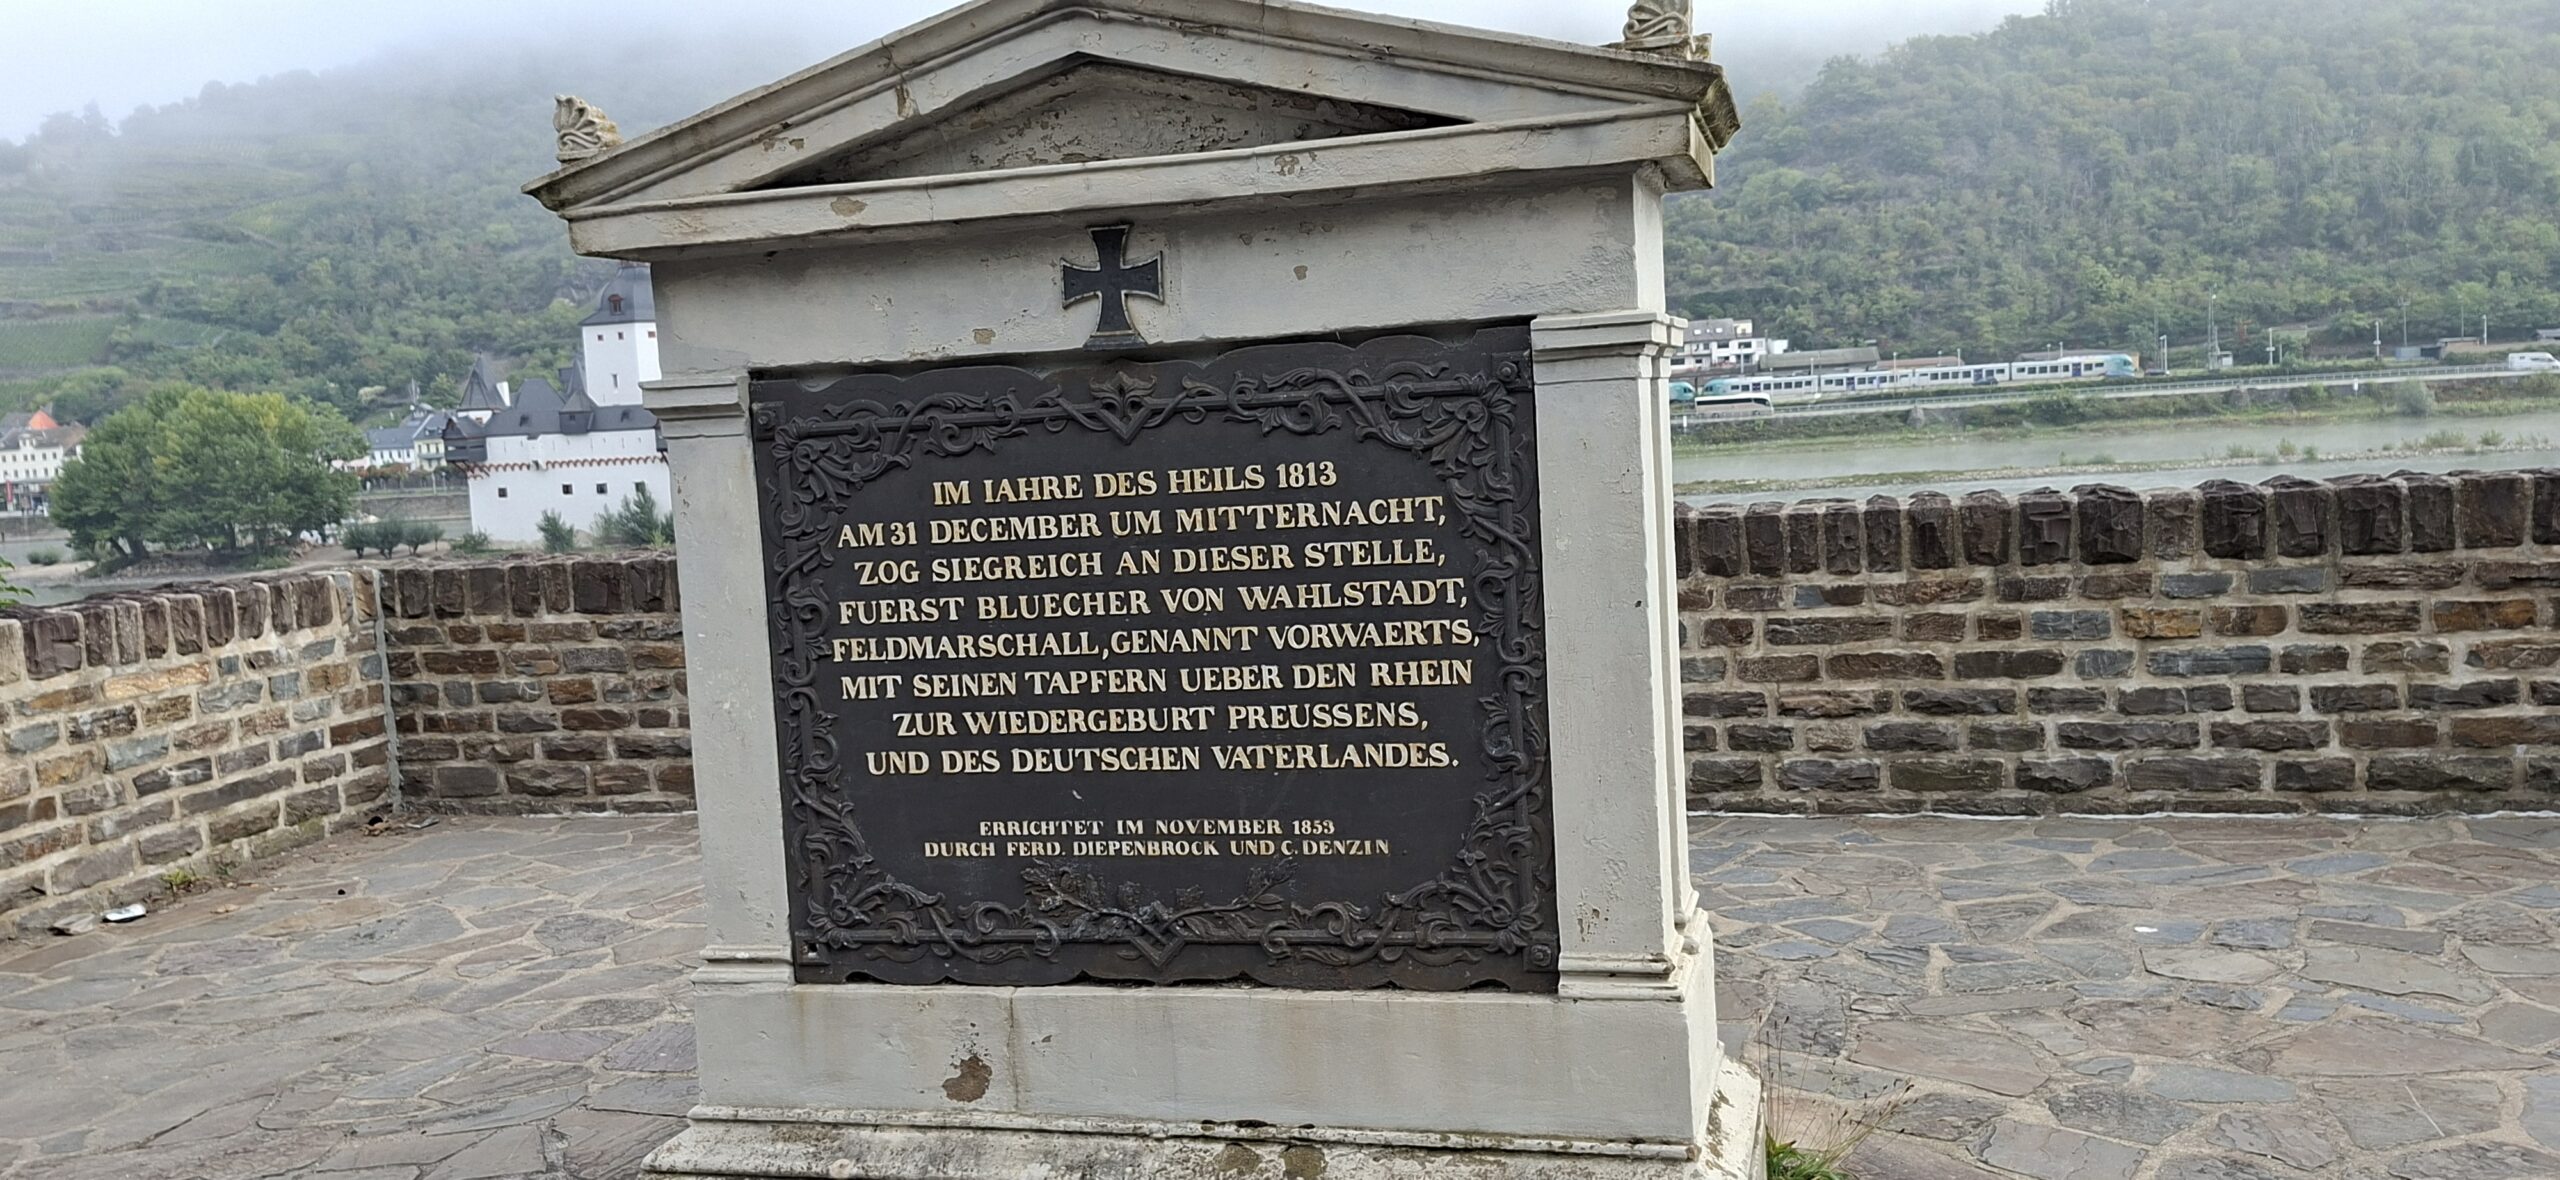 IM IAHRE DES HEILS 1813
AM 31 DECEMBER UM MITTERNACHT,
ZOG SIEGREICH AN DIESER STELLE,
FUERST BLUECHER VON WAHLSTADT,
FELDMARSCHALL, GENANNT VORWAERTS,
MIT SEINEN TAPFERN UEBER DEN RHEIN
ZUR WIEDERGEBURT PREUSSENS,
UND DES DEUTSCHEN VATERLANDES.
ERRICHTET IM NOVEMBER 1853
DURCH FERD. DIEPENBROCK UND C. DENZIN